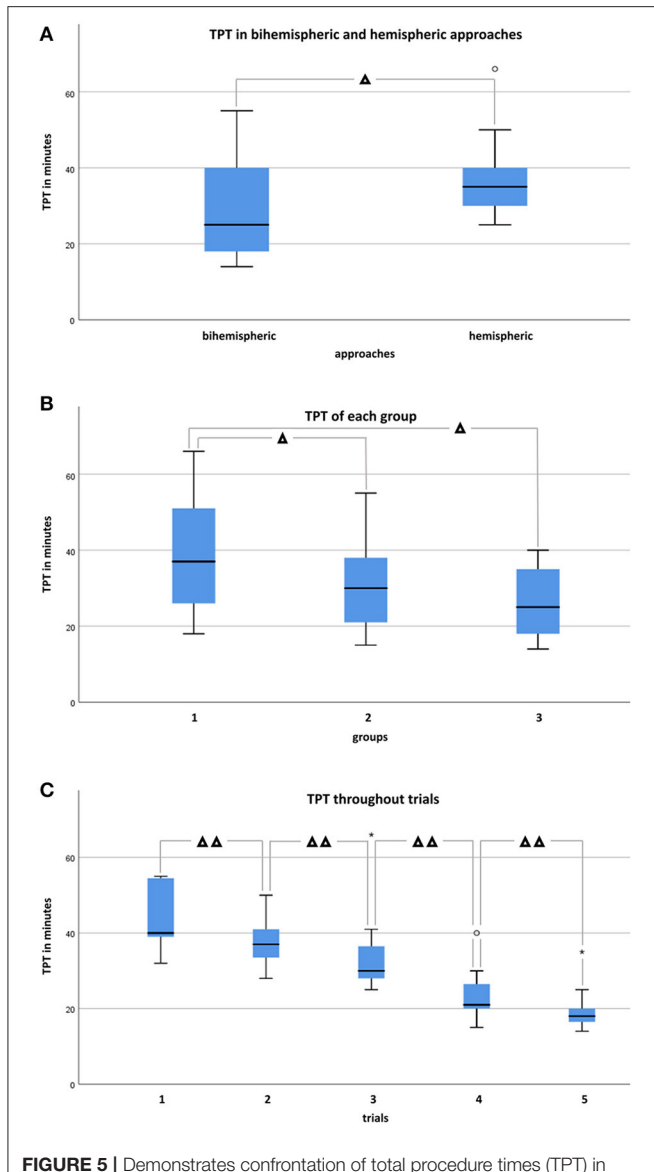 A
TPT in bihemispheric and hemispheric approaches
TPT in minutes
60
40
20
0
bihemispheric
hemispheric
approaches
B
TPT of each group
TPT in minutes
60
40
20
0
1 2 3
groups
C
TPT throughout trials
TPT in minutes
60
40
20
0
1 2 3 4 5
trials
FIGURE 5 | Demonstrates confrontation of total procedure times (TPT) in